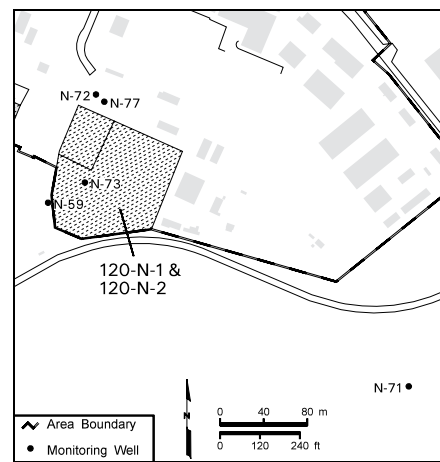 N-72
N-77
N-73
N-59
120-N-1 &
120-N-2
N-71
Area Boundary
Monitoring Well
N
0 40 80 m
0 120 240 ft